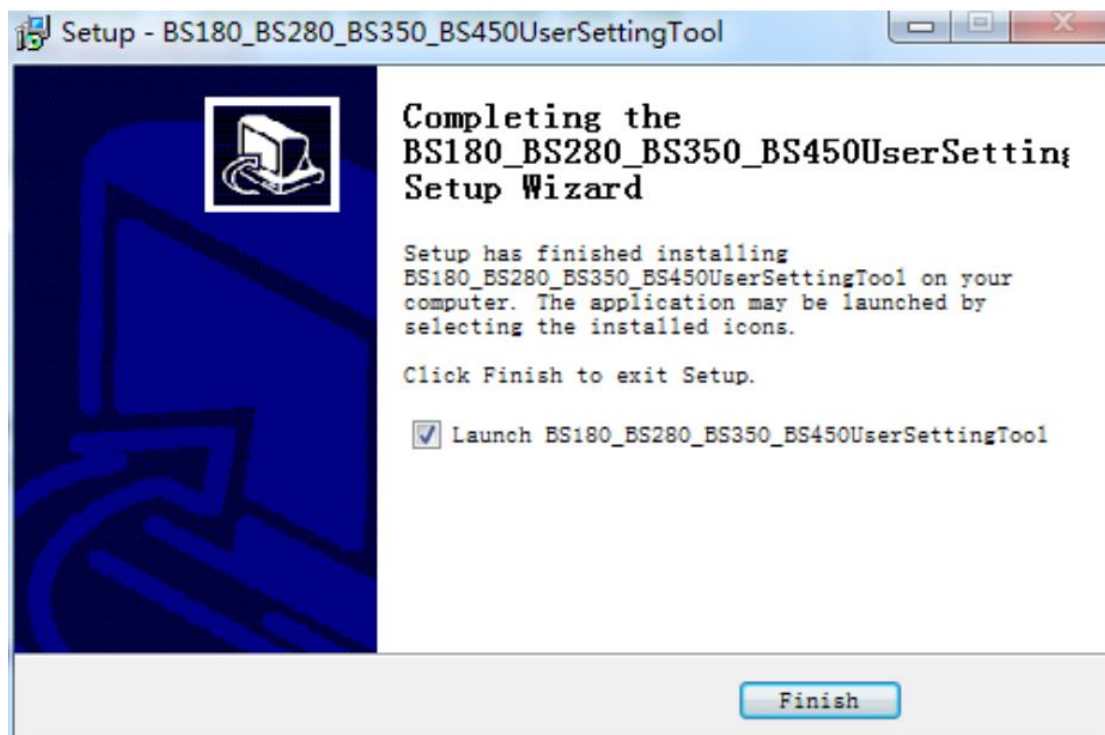 Setup - BS180_BS280_BS350_BS450UserSettingTool
Completing the
BS180_BS280_BS350_BS450UserSetting
Setup Wizard
Setup has finished installing
BS180_BS280_BS350_BS450UserSettingTool on your
computer. The application may be launched by
selecting the installed icons.
Click Finish to exit Setup.
Launch BS180_BS280_BS350_BS450UserSettingTool
Finish